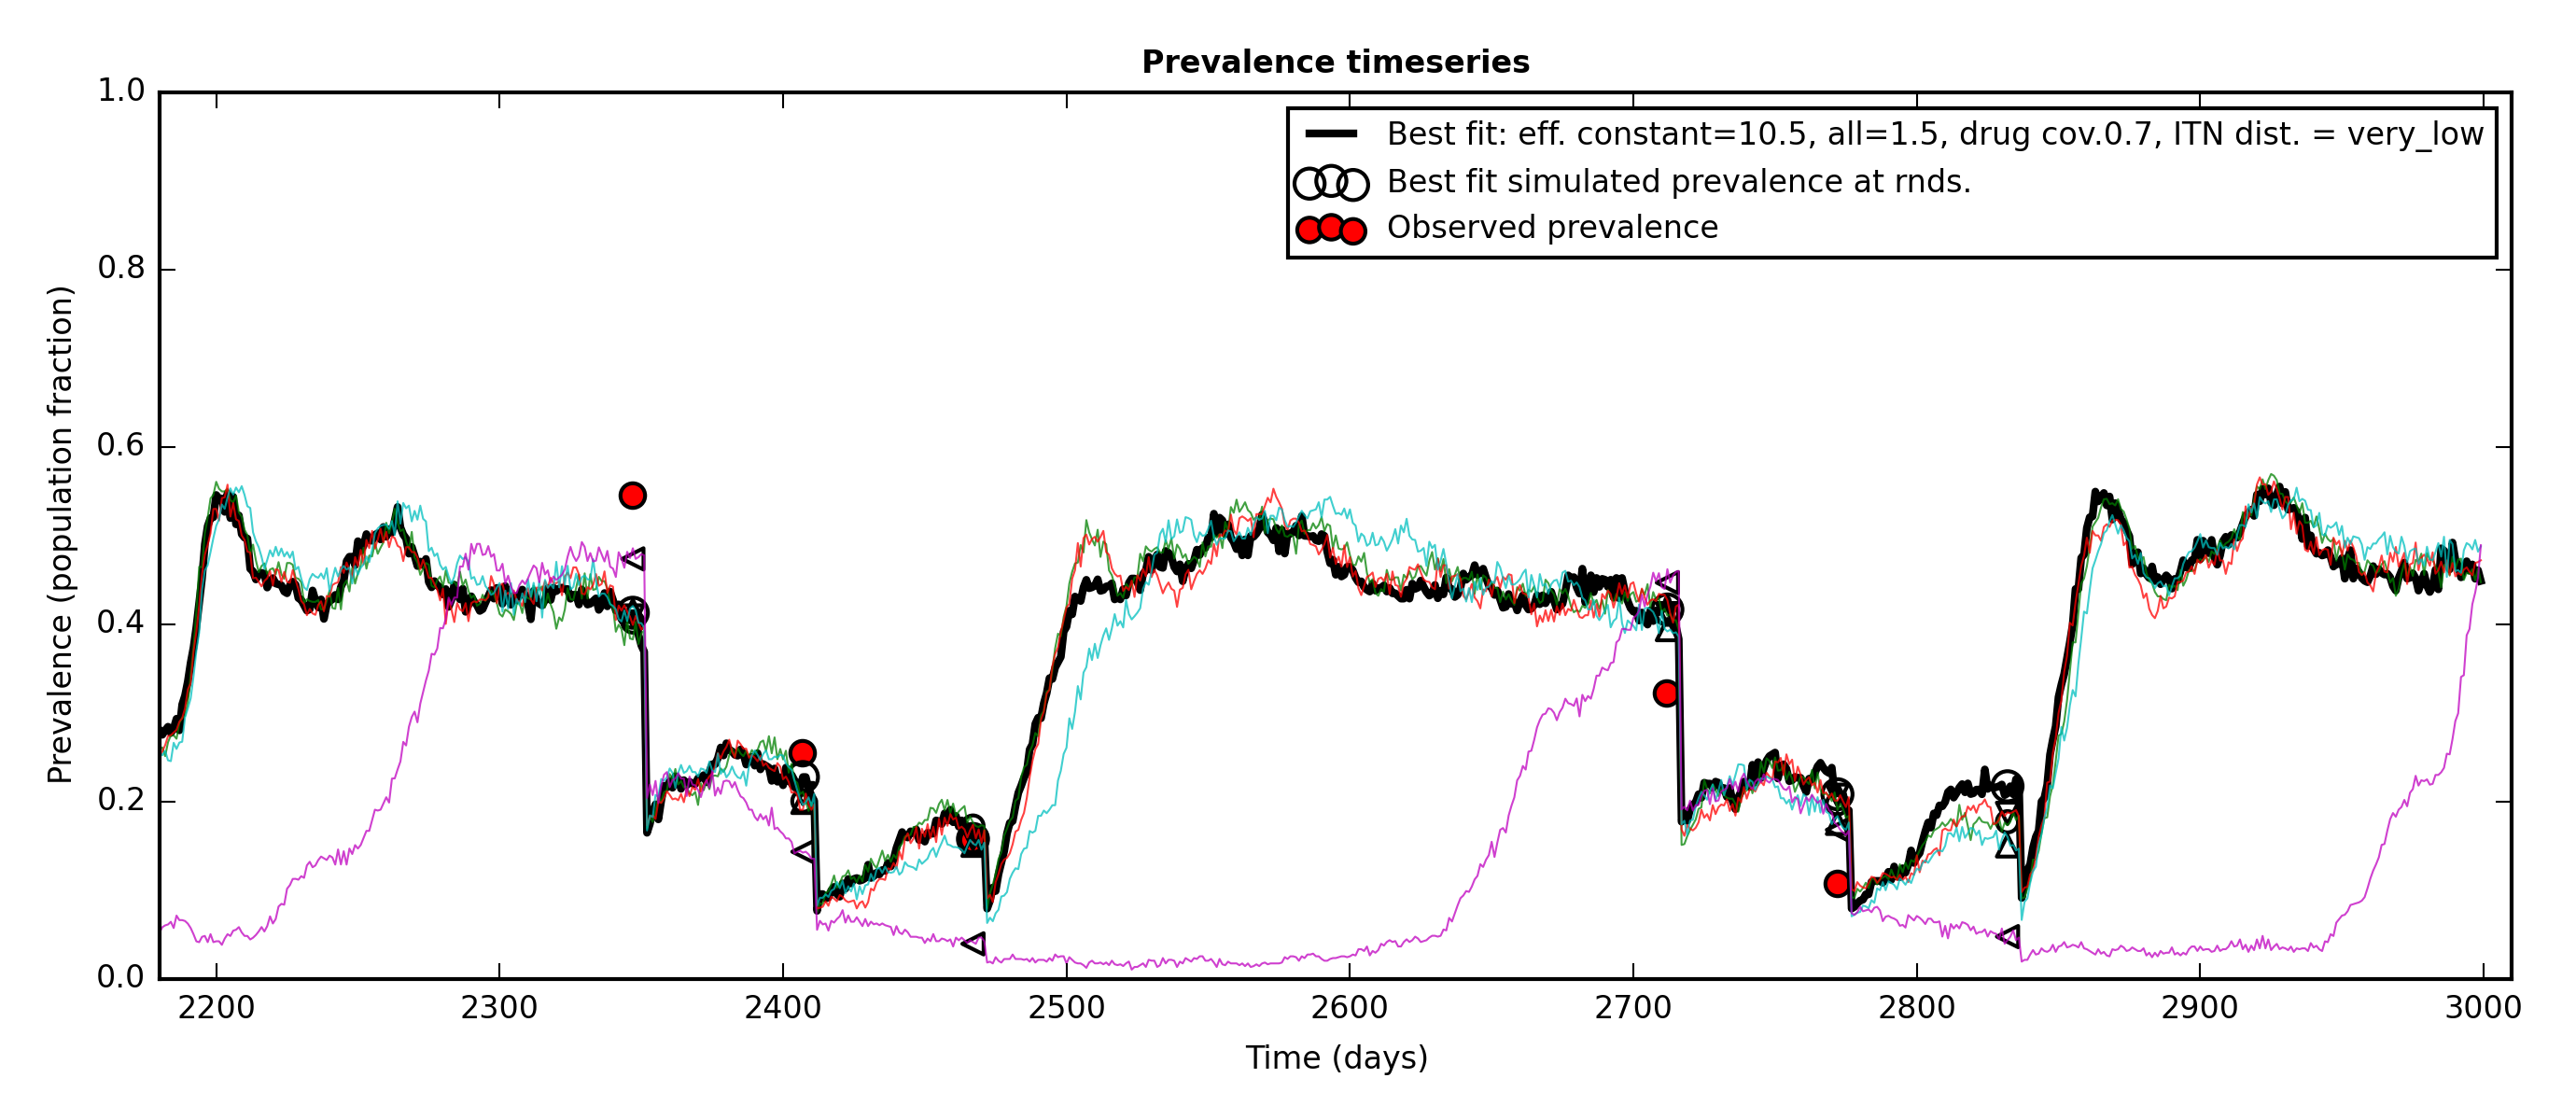 Prevalence timeseries
1.0
0.8
0.6
0.4
0.2
0.0
Prevalence (population fraction)
Best fit: eff. constant=10.5, all=1.5, drug cov.0.7, ITN dist. = very_low
Best fit simulated prevalence at rnds.
Observed prevalence
2200 2300 2400 2500 2600 2700 2800 2900 3000
Time (days)